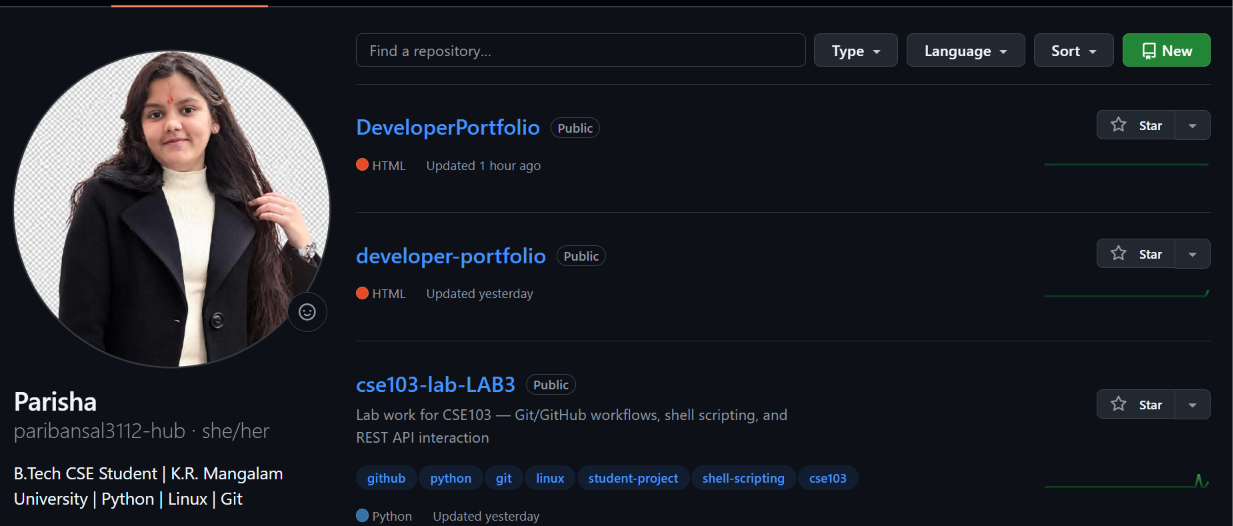 Find a repository...
Type
Language
Sort
New
DeveloperPortfolio Public
Star
HTML Updated 1 hour ago
developer-portfolio Public
Star
HTML Updated yesterday
cse103-lab-LAB3 Public
Star
Lab work for CSE103 — Git/GitHub workflows, shell scripting, and
REST API interaction
github python git linux student-project shell-scripting cse103
Python Updated yesterday
Parisha
paribansal3112-hub · she/her
B.Tech CSE Student | K.R. Mangalam
University | Python | Linux | Git